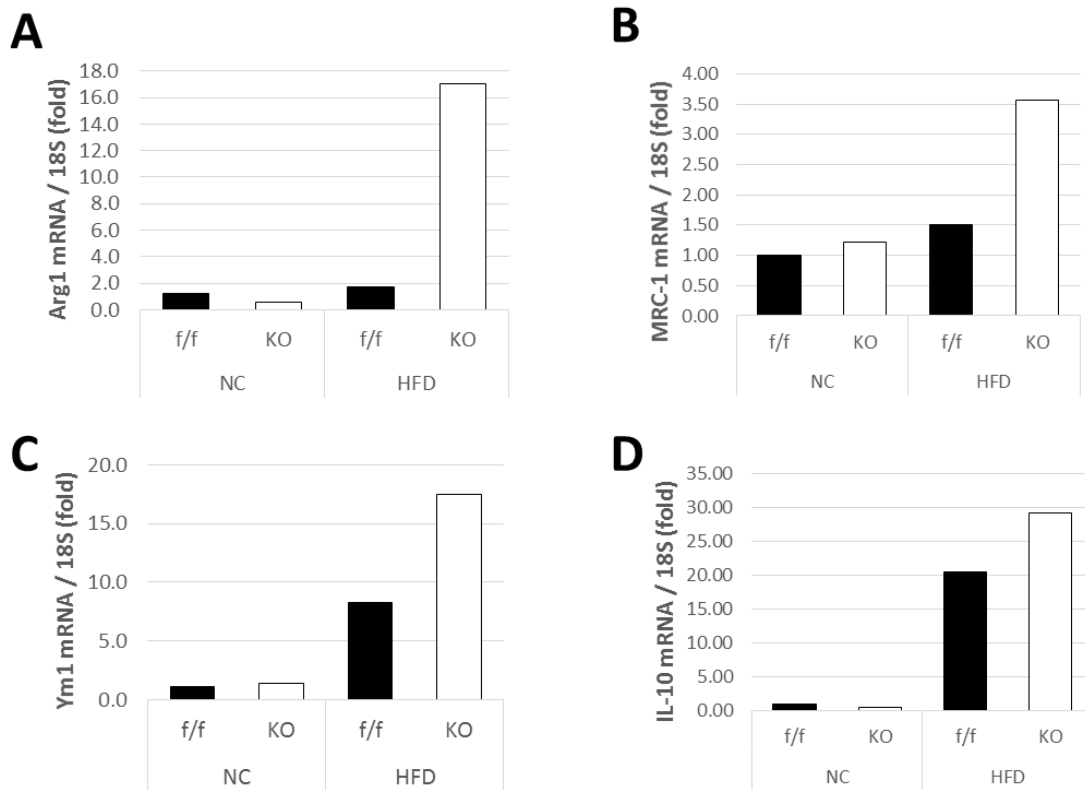 A
Arg1 mRNA / 18S (fold)
18.0
16.0
14.0
12.0
10.0
8.0
6.0
4.0
2.0
0.0
f/f KO f/f KO
NC HFD
B
MRC-1 mRNA / 18S (fold)
4.00
3.50
3.00
2.50
2.00
1.50
1.00
0.50
0.00
f/f KO f/f KO
NC HFD
C
Ym1 mRNA / 18S (fold)
20.0
15.0
10.0
5.0
0.0
f/f KO f/f KO
NC HFD
D
IL-10 mRNA / 18S (fold)
35.00
30.00
25.00
20.00
15.00
10.00
5.00
0.00
f/f KO f/f KO
NC HFD